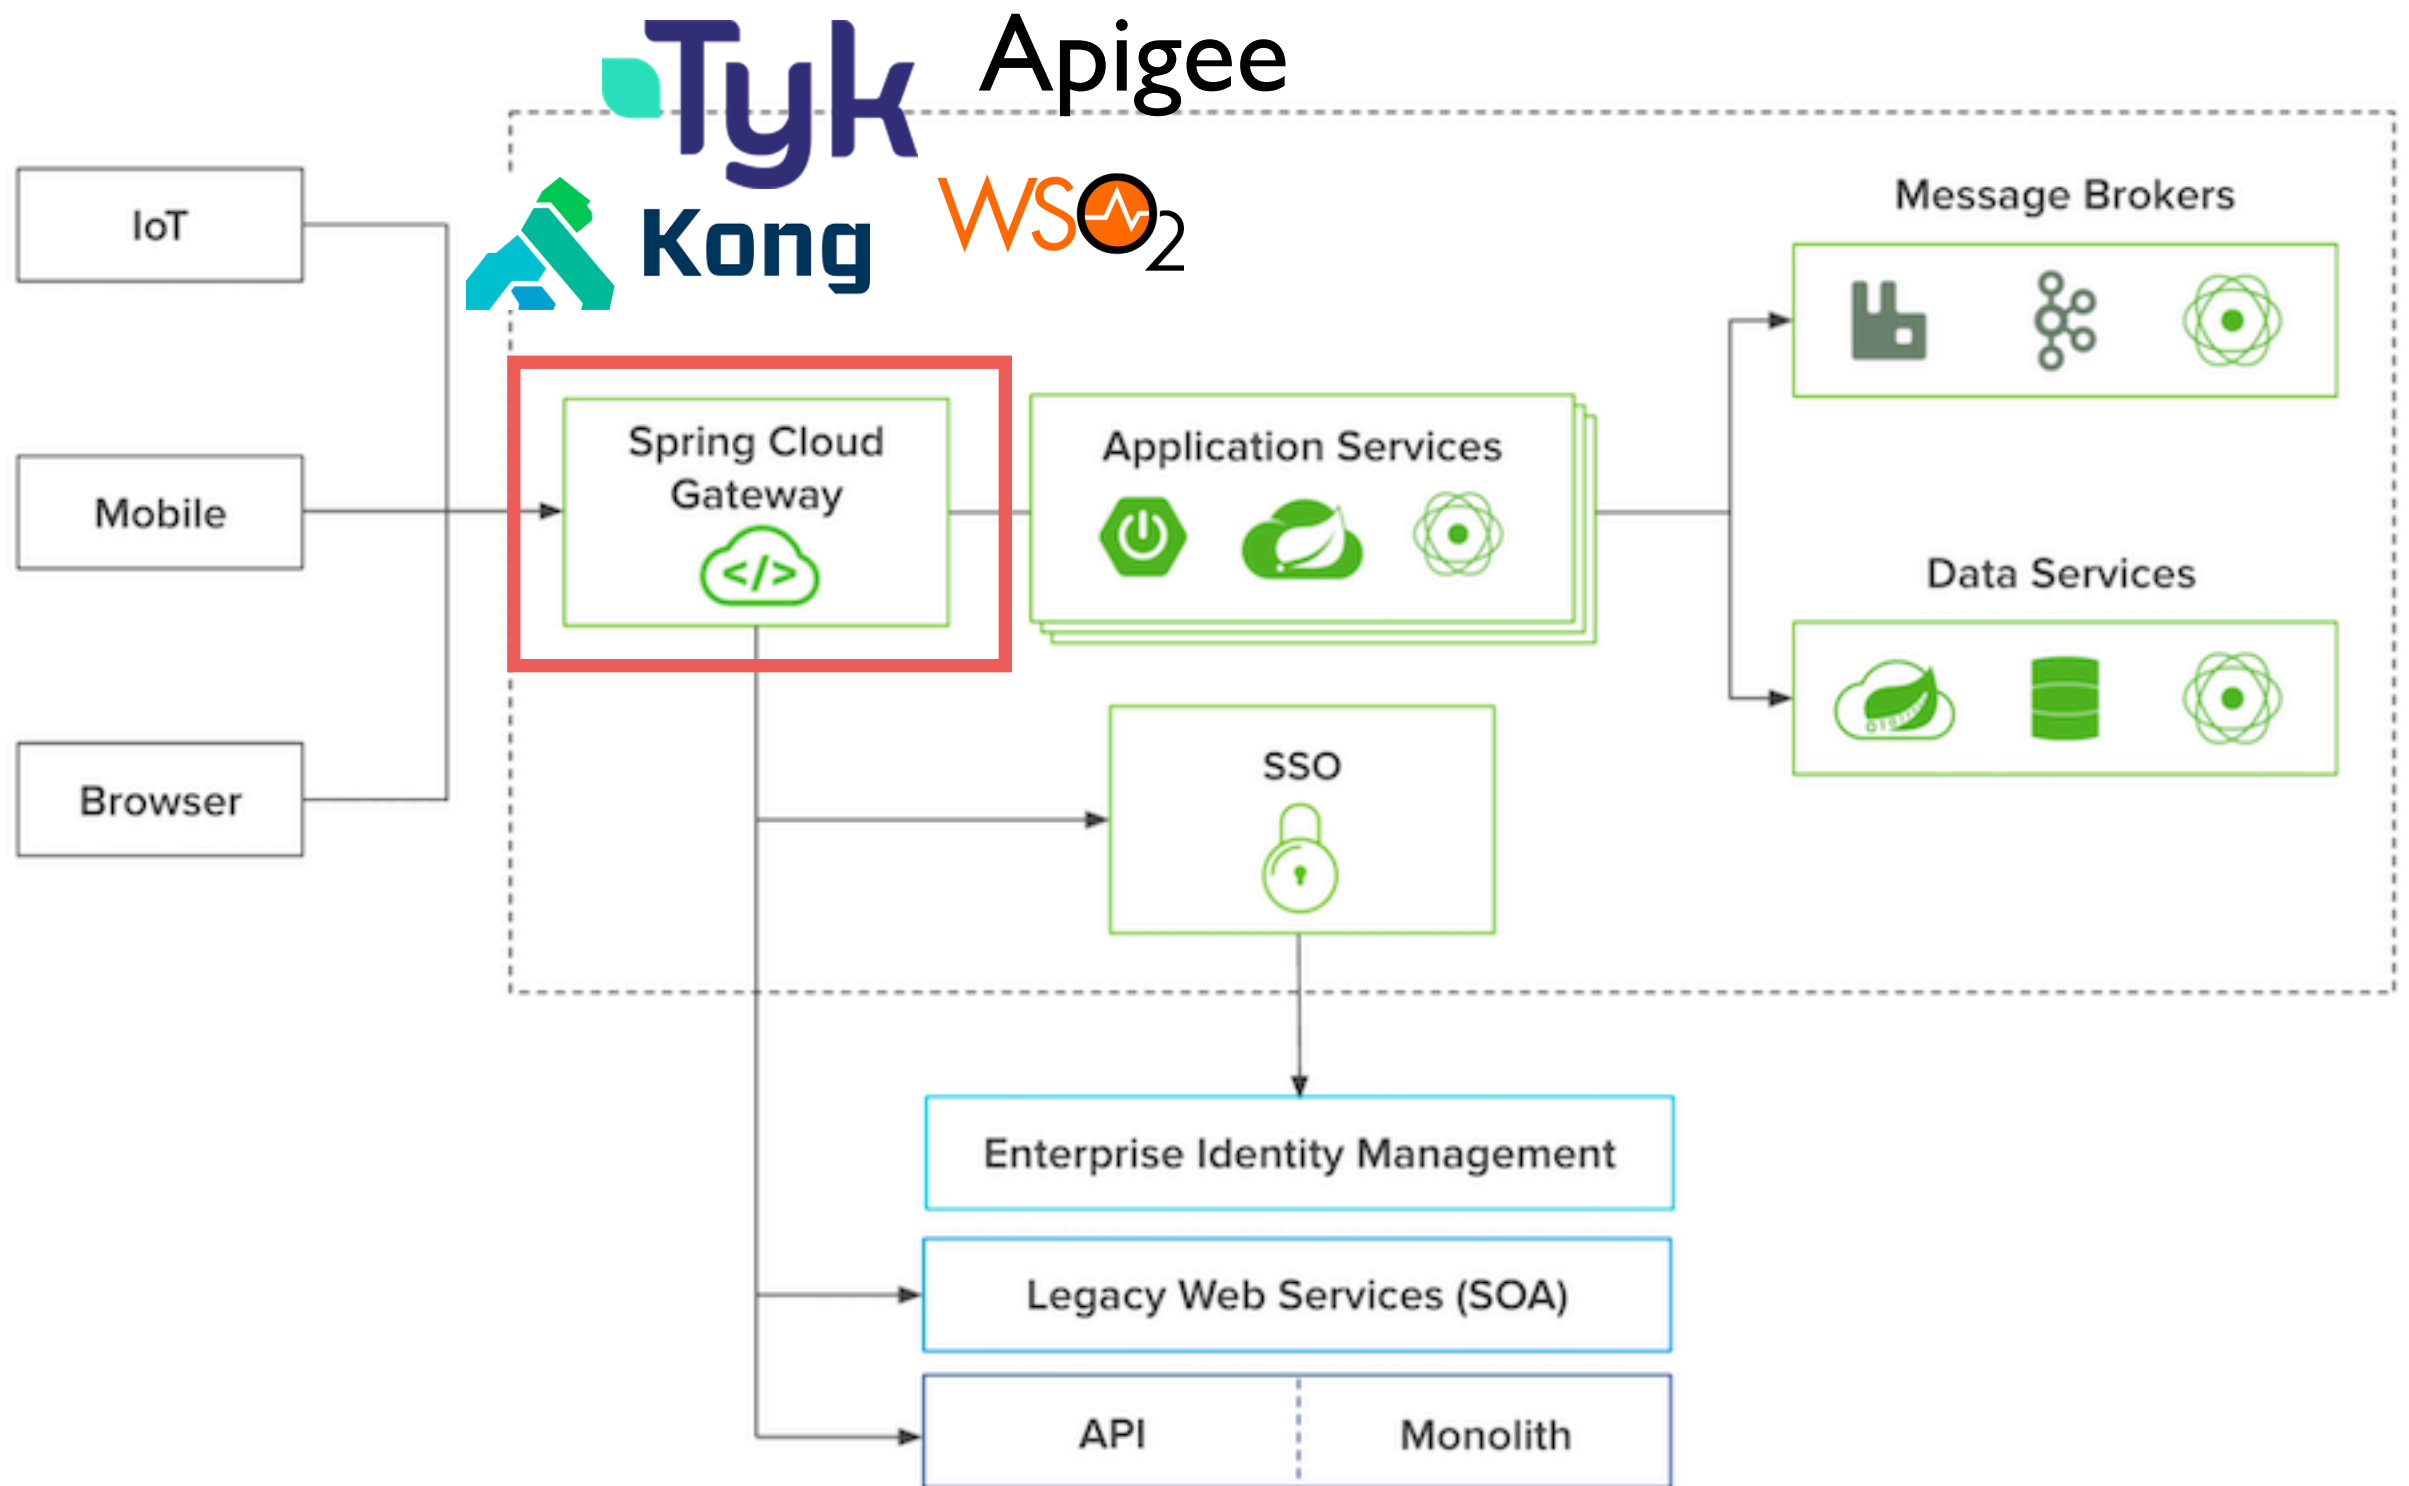 Tyk
Apigee
Kong
WSO2
IoT
Mobile
Browser
Spring Cloud
Gateway
</>
Application Services
Message Brokers
Data Services
SSO
Enterprise Identity Management
Legacy Web Services (SOA)
API
Monolith